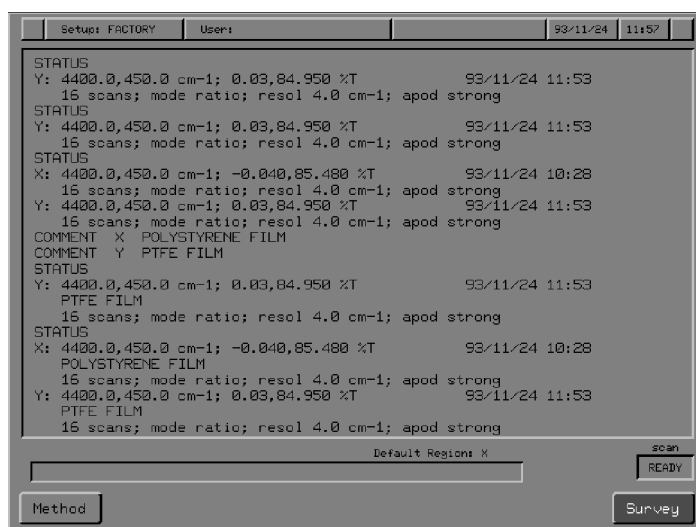 Setup: FACTORY User: 93/11/24 11:57
STATUS
Y: 4400.0,450.0 cm-1; 0.03,84.950 %T 93/11/24 11:53
16 scans; mode ratio; resol 4.0 cm-1; apod strong
STATUS
Y: 4400.0,450.0 cm-1; 0.03,84.950 %T 93/11/24 11:53
16 scans; mode ratio; resol 4.0 cm-1; apod strong
STATUS
X: 4400.0,450.0 cm-1; -0.040,85.480 %T 93/11/24 10:28
16 scans; mode ratio; resol 4.0 cm-1; apod strong
Y: 4400.0,450.0 cm-1; 0.03,84.950 %T 93/11/24 11:53
16 scans; mode ratio; resol 4.0 cm-1; apod strong
COMMENT X POLYSTYRENE FILM
COMMENT Y PTFE FILM
STATUS
Y: 4400.0,450.0 cm-1; 0.03,84.950 %T 93/11/24 11:53
PTFE FILM
16 scans; mode ratio; resol 4.0 cm-1; apod strong
STATUS
X: 4400.0,450.0 cm-1; -0.040,85.480 %T 93/11/24 10:28
POLYSTYRENE FILM
16 scans; mode ratio; resol 4.0 cm-1; apod strong
Y: 4400.0,450.0 cm-1; 0.03,84.950 %T 93/11/24 11:53
PTFE FILM
16 scans; mode ratio; resol 4.0 cm-1; apod strong
Default Region: X scan
READY
Method Survey